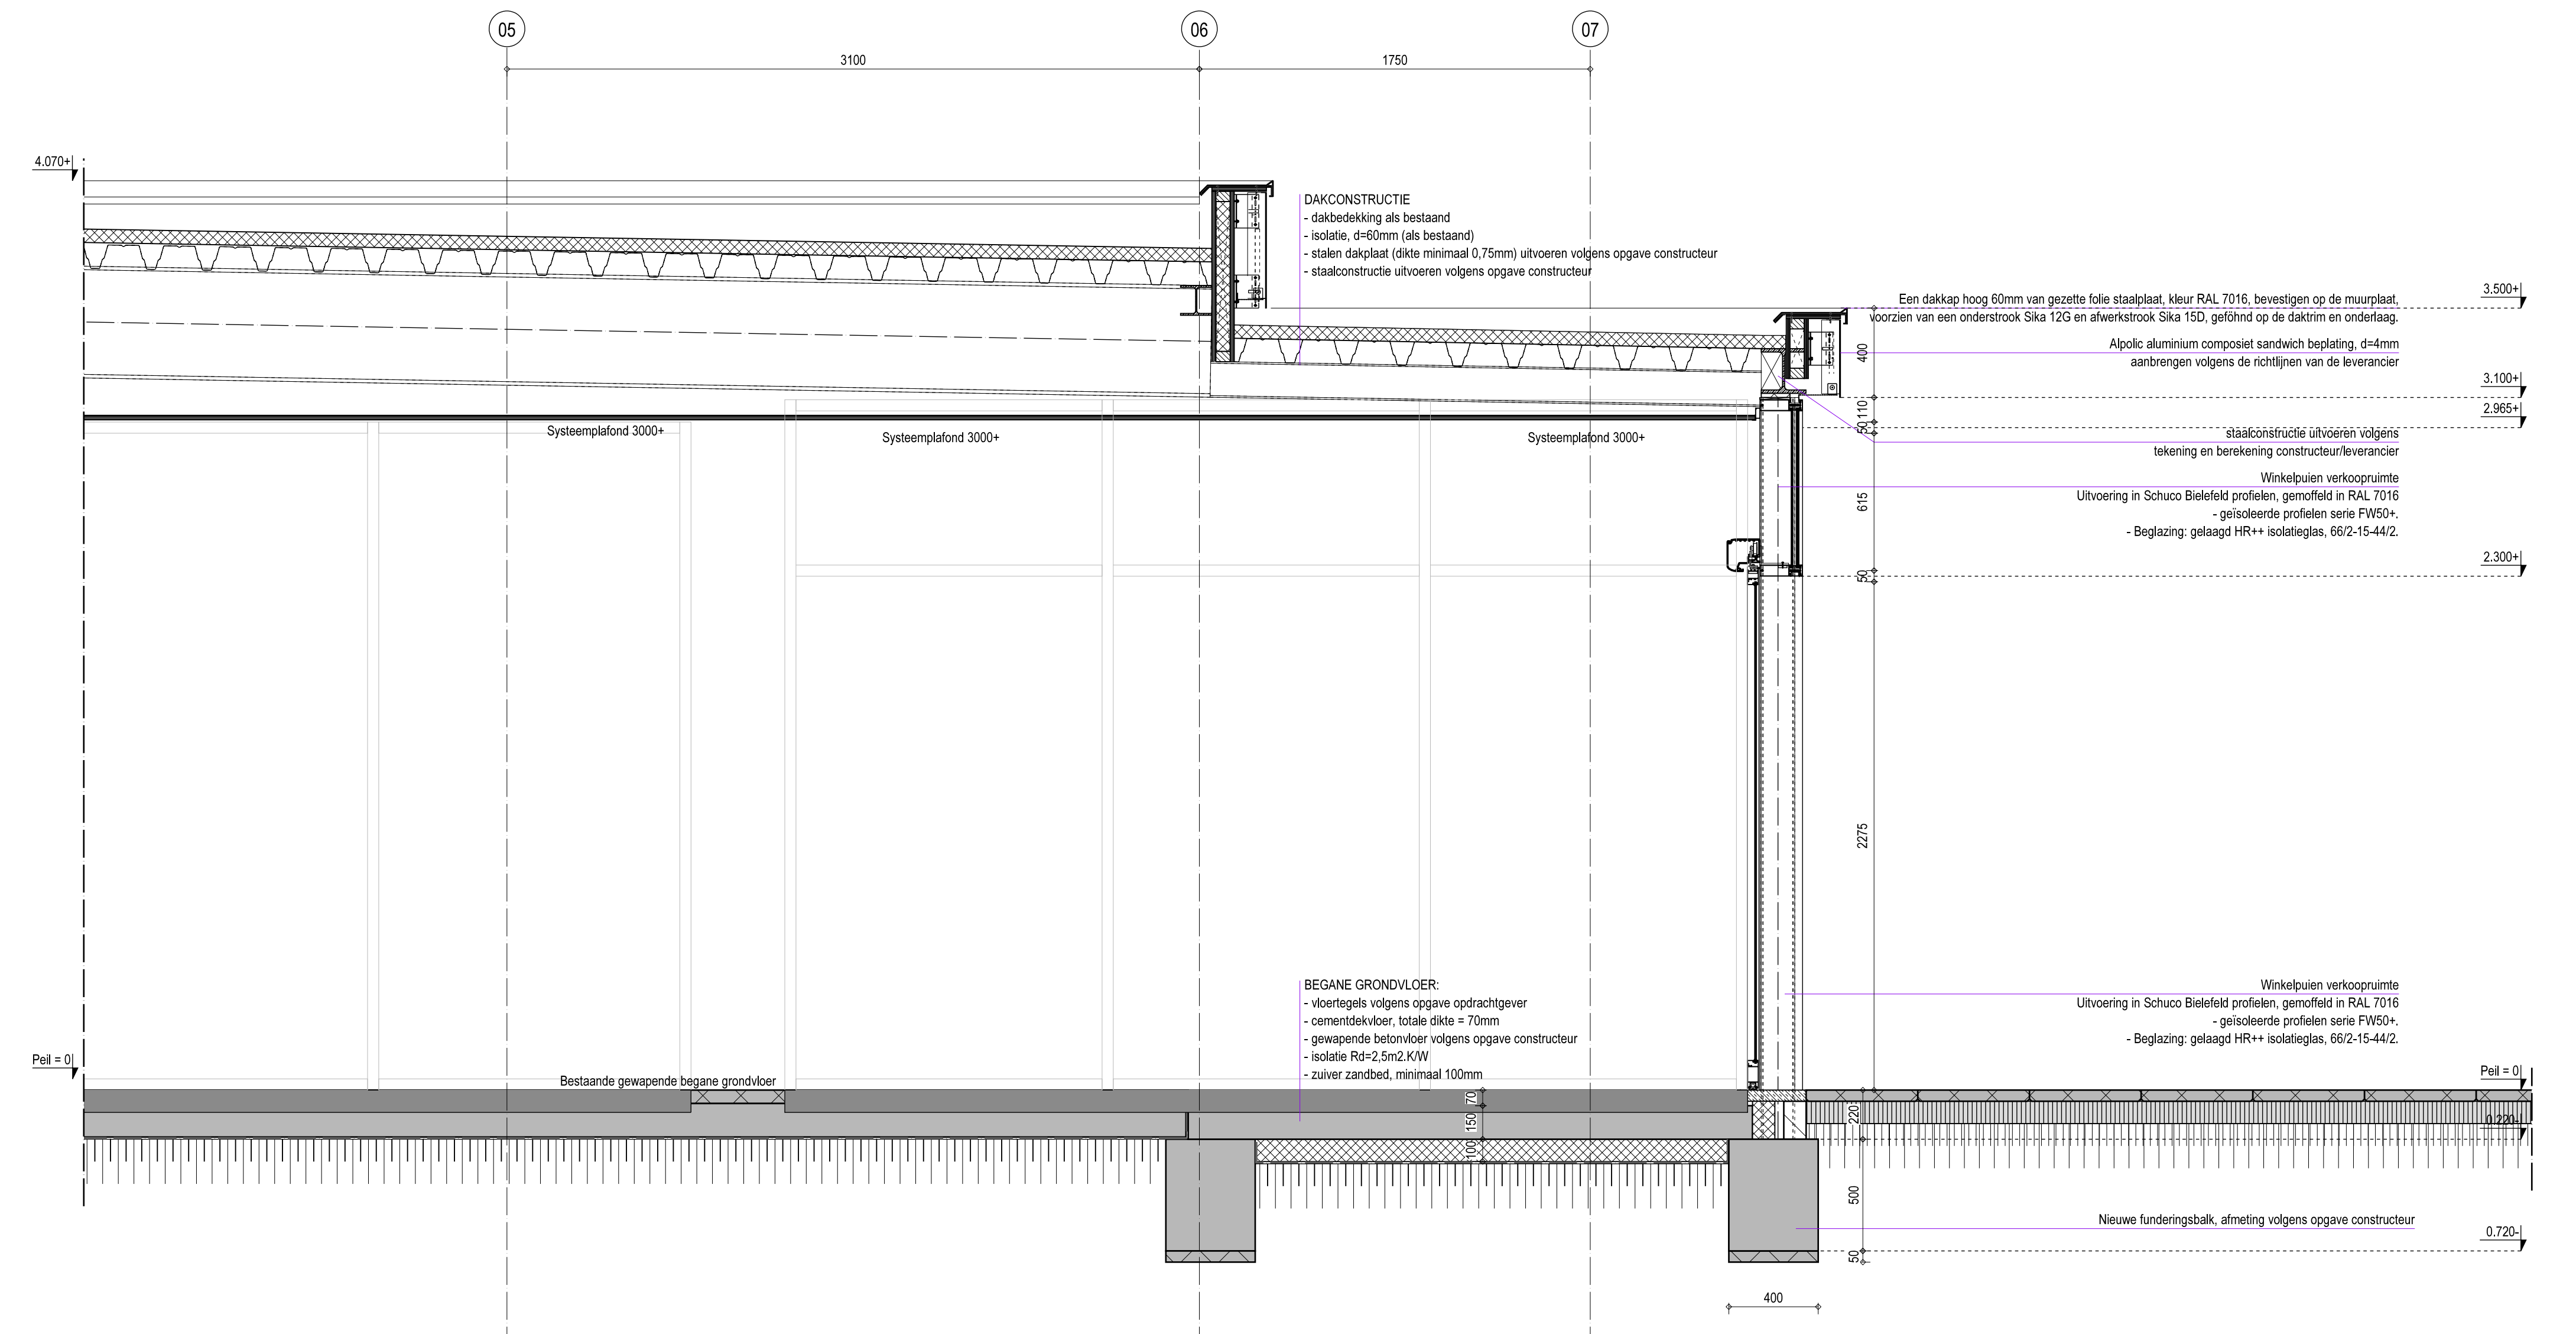 05
06
07
3100
1750
4.070+
DAKCONSTRUCTIE
- dakbedekking als bestaand
- isolatie, d=60mm (als bestaand)
- stalen dakplaat (dikte minimaal 0,75mm) uitvoeren volgens opgave constructeur
- staalconstructie uitvoeren volgens opgave constructeur
3.500+
Een dakkap hoog 60mm van gezette folie staalplaat, kleur RAL 7016, bevestigen op de muurplaat,
voorzien van een onderstrook Sika 12G en afwerkstrook Sika 15D, geföhnd op de daktrim en onderlaag.
Alpolic aluminium composiet sandwich beplating, d=4mm
aanbrengen volgens de richtlijnen van de leverancier
400
3.100+
110
2.965+
50
Systeemplafond 3000+
Systeemplafond 3000+
Systeemplafond 3000+
staalconstructie uitvoeren volgens
tekening en berekening constructeur/leverancier
Winkelpuien verkoopruimte
Uitvoering in Schuco Bielefeld profielen, gemoffeld in RAL 7016
- geïsoleerde profielen serie FW50+.
- Beglazing: gelaagd HR++ isolatieglas, 66/2-15-44/2.
615
2.300+
50
2275
BEGANE GRONDVLOER:
- vloertegels volgens opgave opdrachtgever
- cementdekvloer, totale dikte = 70mm
- gewapende betonvloer volgens opgave constructeur
- isolatie Rd=2,5m2.K/W
- zuiver zandbed, minimaal 100mm
Winkelpuien verkoopruimte
Uitvoering in Schuco Bielefeld profielen, gemoffeld in RAL 7016
- geïsoleerde profielen serie FW50+.
- Beglazing: gelaagd HR++ isolatieglas, 66/2-15-44/2.
Peil = 0
Bestaande gewapende begane grondvloer
Peil = 0
70
150
100
220
0.220-
500
Nieuwe funderingsbalk, afmeting volgens opgave constructeur
0.720-
50
400